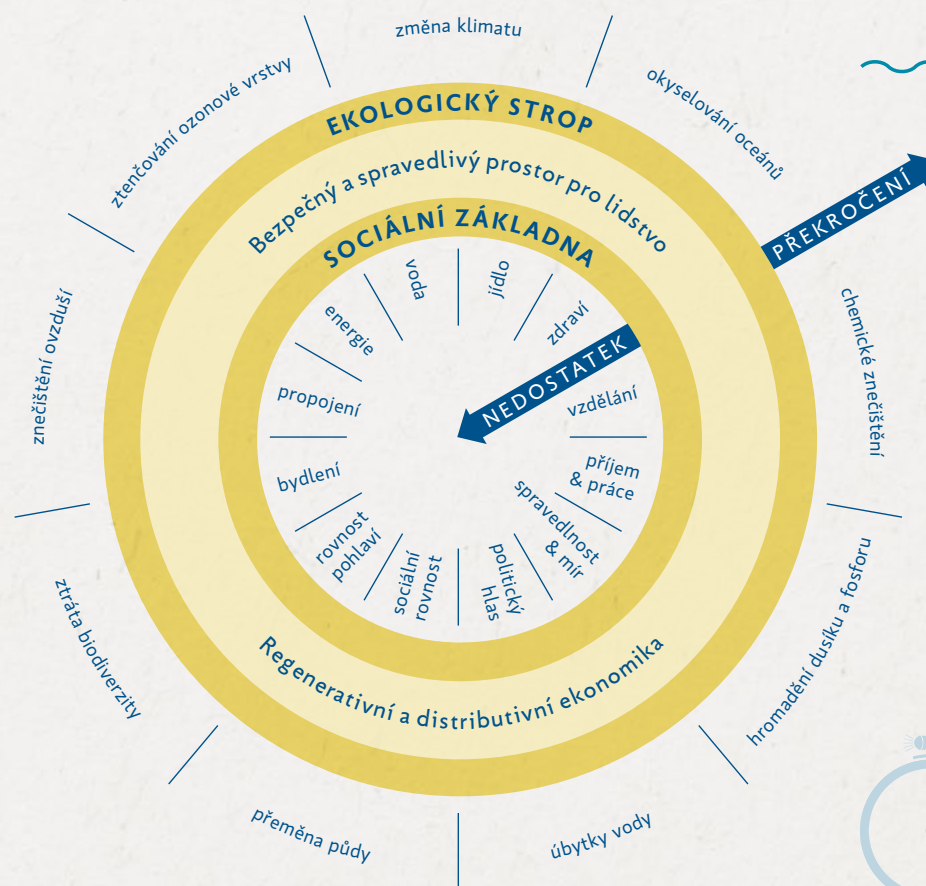 změna klimatu
okyselování oceánů
chemické znečištění
hromadění dusíku a fosforu
úbytky vody
přeměna půdy
ztráta biodiverzity
znečištění ovzduší
ztenčování ozonové vrstvy
EKOLOGICKÝ STROP
Bezpečný a spravedlivý prostor pro lidstvo
SOCIÁLNÍ ZÁKLADNA
PŘEKROČENÍ
NEDOSTATEK
voda
jídlo
zdraví
vzdělání
příjem
& práce
spravedlnost
& mír
politický
hlas
sociální
rovnost
rovnost
pohlaví
bydlení
propojení
energie
Regenerativní a distributivní ekonomika